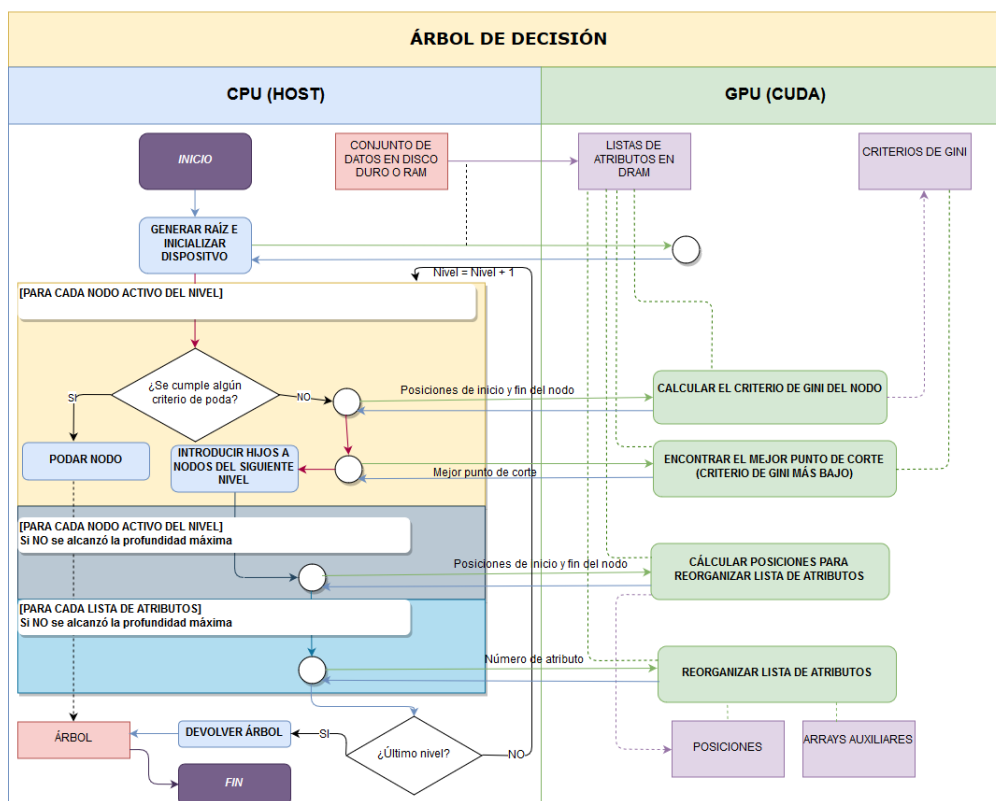 ÁRBOL DE DECISIÓN
CPU (HOST)
GPU (CUDA)
INICIO
CONJUNTO DE
DATOS EN DISCO
DURO O RAM
LISTAS DE
ATRIBUTOS EN
DRAM
CRITERIOS DE GINI
GENERAR RAÍZ E
INICIALIZAR
DISPOSITVO
Nivel = Nivel + 1
[PARA CADA NODO ACTIVO DEL NIVEL]
¿Se cumple algún
criterio de poda?
SI
NO
Posiciones de inicio y fin del nodo
CALCULAR EL CRITERIO DE GINI DEL NODO
PODAR NODO
INTRODUCIR HIJOS A
NODOS DEL SIGUIENTE
NIVEL
Mejor punto de corte
ENCONTRAR EL MEJOR PUNTO DE CORTE
(CRITERIO DE GINI MÁS BAJO)
[PARA CADA NODO ACTIVO DEL NIVEL]
Si NO se alcanzó la profundidad máxima
Posiciones de inicio y fin del nodo
CÁLCULAR POSICIONES PARA
REORGANIZAR LISTA DE ATRIBUTOS
[PARA CADA LISTA DE ATRIBUTOS]
Si NO se alcanzó la profundidad máxima
Número de atributo
REORGANIZAR LISTA DE ATRIBUTOS
ÁRBOL
DEVOLVER ÁRBOL
SI
¿Último nivel?
NO
POSICIONES
ARRAYS AUXILIARES
FIN